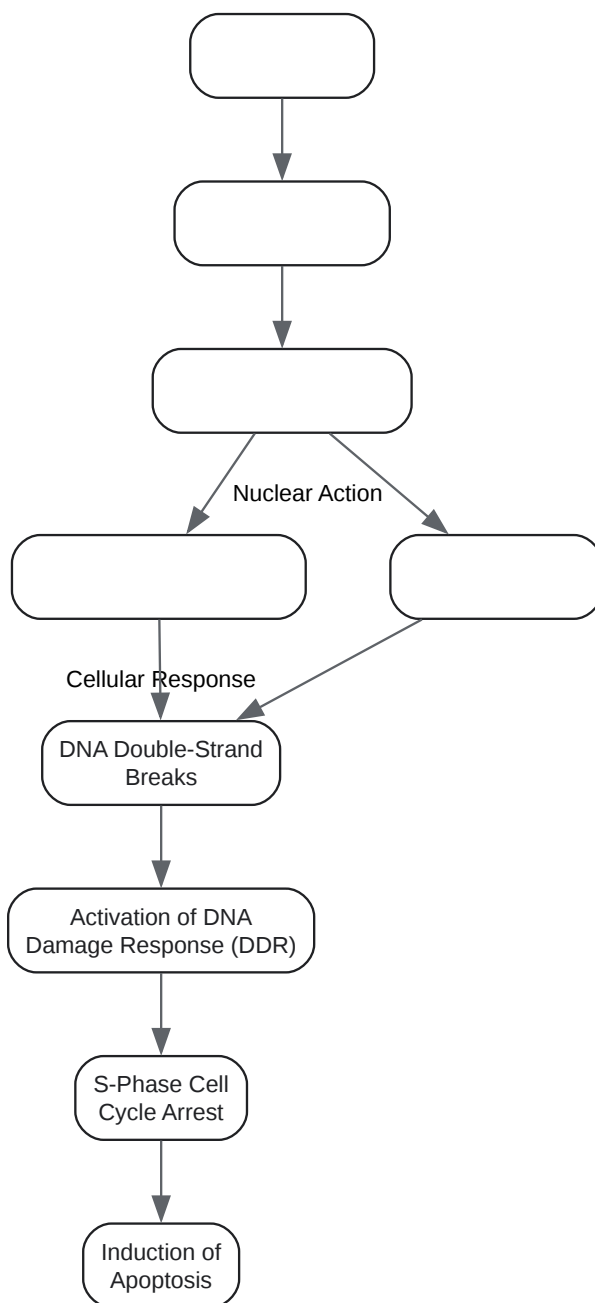 Nuclear Action
Cellular Response
DNA Double-Strand
Breaks
Activation of DNA
Damage Response (DDR)
S-Phase Cell
Cycle Arrest
Induction of
Apoptosis